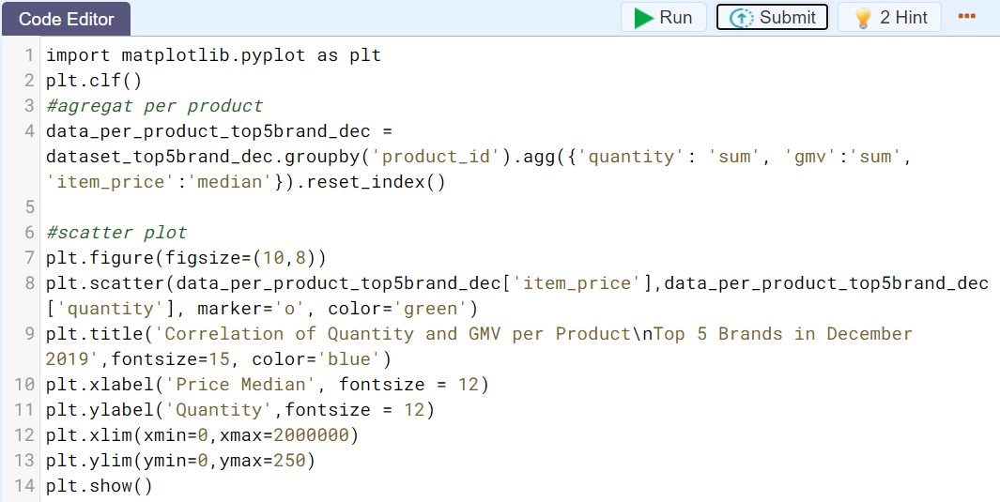 Code Editor
Run
Submit
2 Hint
1 import matplotlib.pyplot as plt
2 plt.clf()
3 #agregat per product
4 data_per_product_top5brand_dec =
dataset_top5brand_dec.groupby('product_id').agg({'quantity': 'sum', 'gmv':'sum',
'item_price':'median'}).reset_index()
5
6 #scatter plot
7 plt.figure(figsize=(10,8))
8 plt.scatter(data_per_product_top5brand_dec['item_price'],data_per_product_top5brand_dec
['quantity'], marker='o', color='green')
9 plt.title('Correlation of Quantity and GMV per Product\nTop 5 Brands in December
2019',fontsize=15, color='blue')
10 plt.xlabel('Price Median', fontsize = 12)
11 plt.ylabel('Quantity',fontsize = 12)
12 plt.xlim(xmin=0,xmax=2000000)
13 plt.ylim(ymin=0,ymax=250)
14 plt.show()